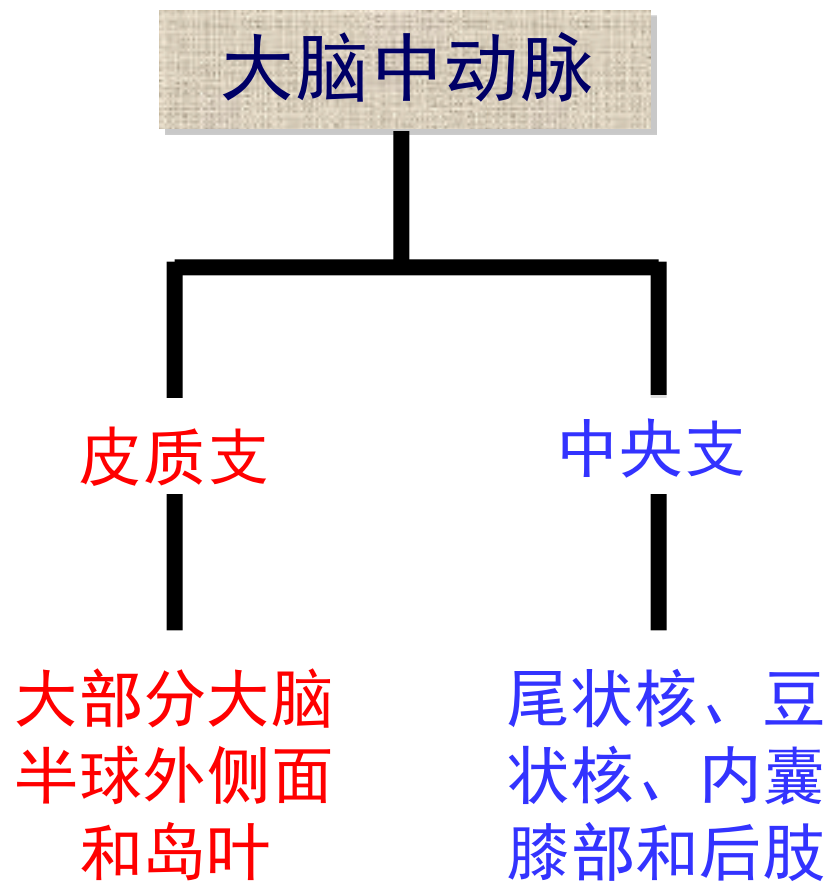 大脑中动脉
皮质支
中央支
大部分大脑
半球外侧面
和岛叶
尾状核、豆
状核、内囊
膝部和后肢